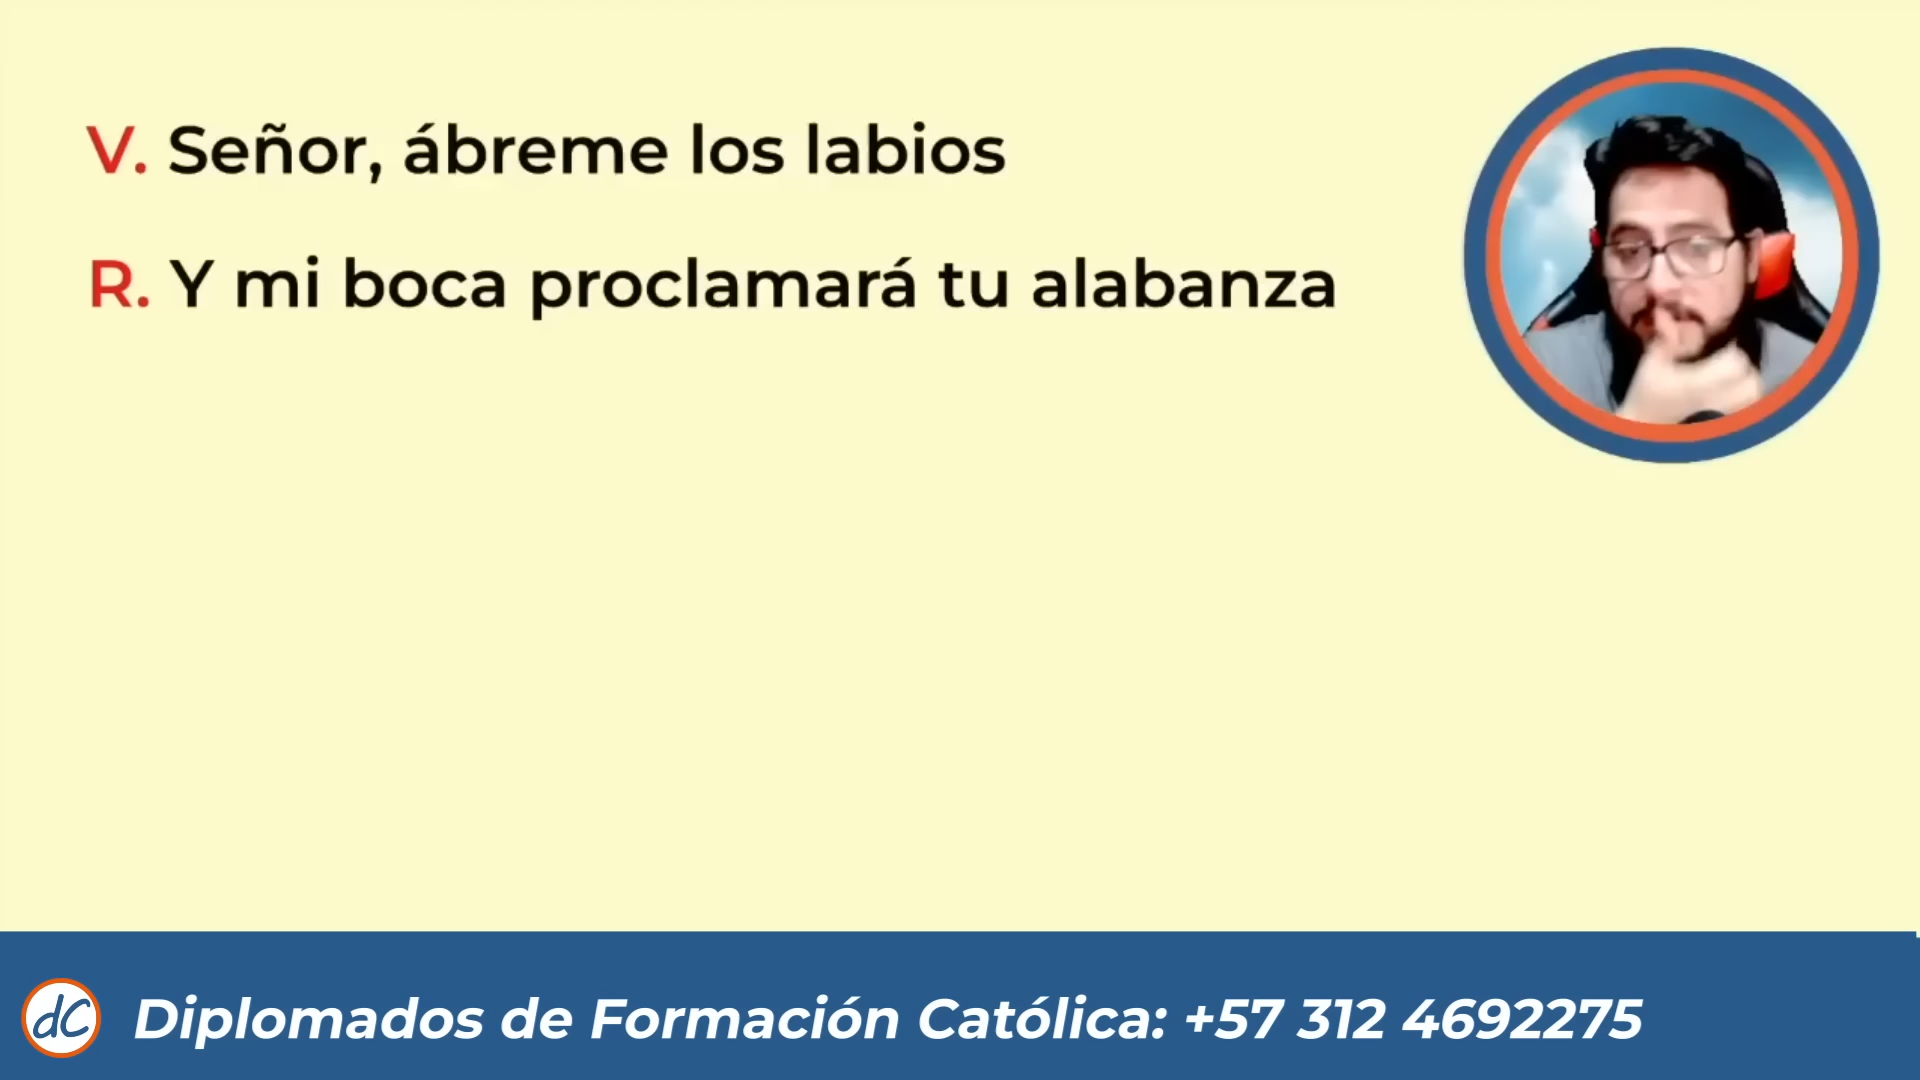 V. Señor, ábreme los labios
R. Y mi boca proclamará tu alabanza
dC Diplomados de Formación Católica: +57 312 4692275